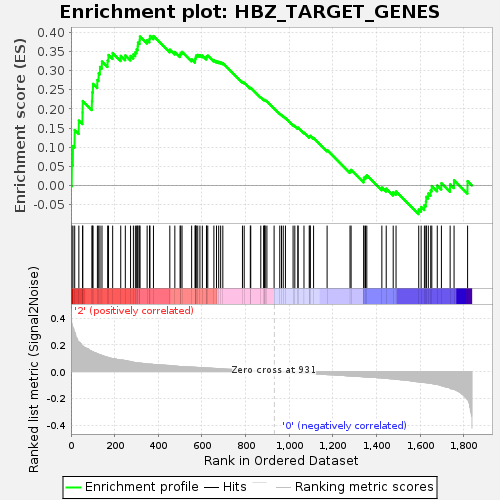 Enrichment plot: HBZ_TARGET_GENES
Enrichment score (ES)
0.40
0.35
0.30
0.25
0.20
0.15
0.10
0.05
0.00
-0.05
'2' (positively correlated)
Ranked list metric (Signal2Noise)
0.4
0.2
0.0
-0.2
-0.4
Zero cross at 931
'0' (negatively correlated)
0 200 400 600 800 1,000 1,200 1,400 1,600 1,800
Rank in Ordered Dataset
Enrichment profile Hits Ranking metric scores